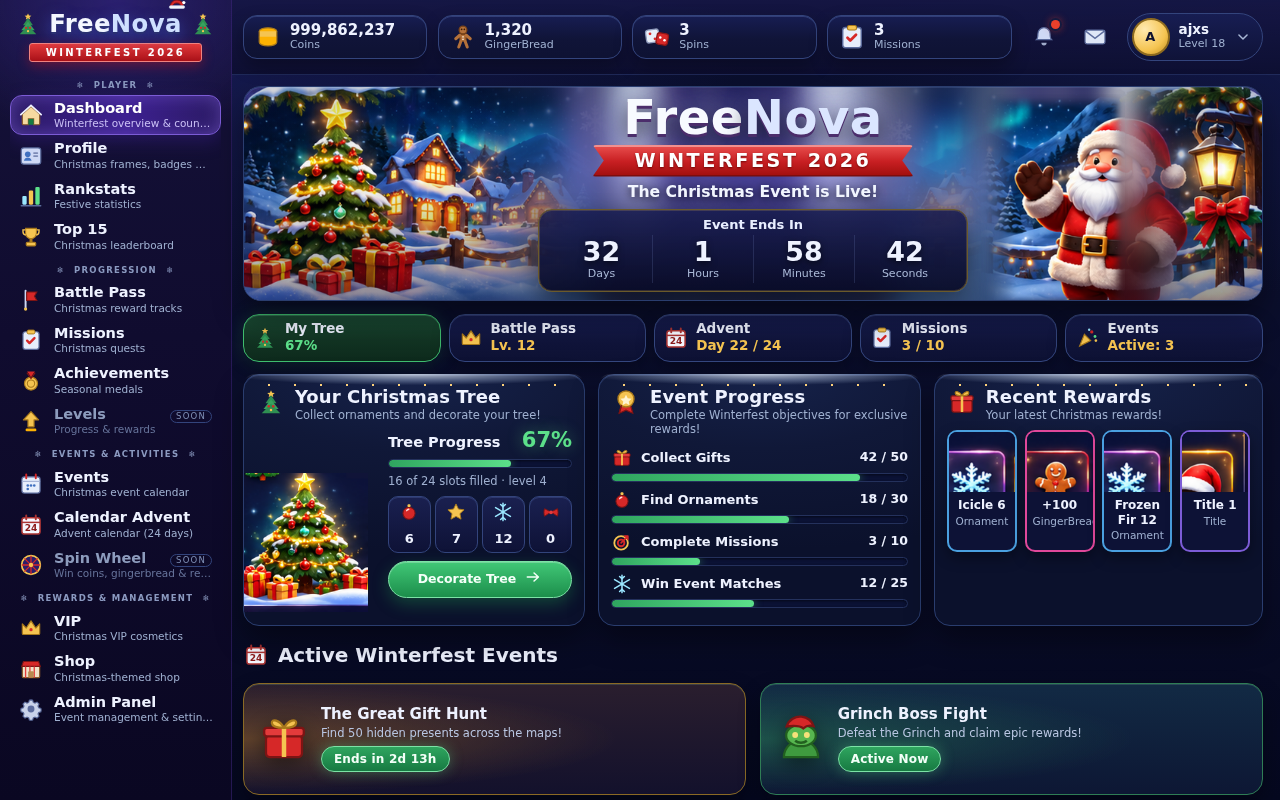 FreeNova
WINTERFEST 2026
PLAYER
Dashboard
Winterfest overview & coun...
Profile
Christmas frames, badges ...
Rankstats
Festive statistics
Top 15
Christmas leaderboard
PROGRESSION
Battle Pass
Christmas reward tracks
Missions
Christmas quests
Achievements
Seasonal medals
Levels
SOON
Progress & rewards
EVENTS & ACTIVITIES
Events
Christmas event calendar
24
Calendar Advent
Advent calendar (24 days)
Spin Wheel
SOON
Win coins, gingerbread & re...
REWARDS & MANAGEMENT
VIP
Christmas VIP cosmetics
Shop
Christmas-themed shop
Admin Panel
Event management & settin...
999,862,237
Coins
1,320
GingerBread
3
Spins
3
Missions
A
ajxs
Level 18
FreeNova
WINTERFEST 2026
The Christmas Event is Live!
Event Ends In
32 1 58 42
Days Hours Minutes Seconds
My Tree
67%
Battle Pass
Lv. 12
24
Advent
Day 22 / 24
Missions
3 / 10
Events
Active: 3
Your Christmas Tree
Collect ornaments and decorate your tree!
Tree Progress 67%
16 of 24 slots filled · level 4
6 7 12 0
Decorate Tree
Event Progress
Complete Winterfest objectives for exclusive
rewards!
Collect Gifts 42 / 50
Find Ornaments 18 / 30
Complete Missions 3 / 10
Win Event Matches 12 / 25
Recent Rewards
Your latest Christmas rewards!
Icicle 6
Ornament
+100
GingerBrea
Frozen
Fir 12
Ornament
Title 1
Title
24
Active Winterfest Events
The Great Gift Hunt
Find 50 hidden presents across the maps!
Ends in 2d 13h
Grinch Boss Fight
Defeat the Grinch and claim epic rewards!
Active Now